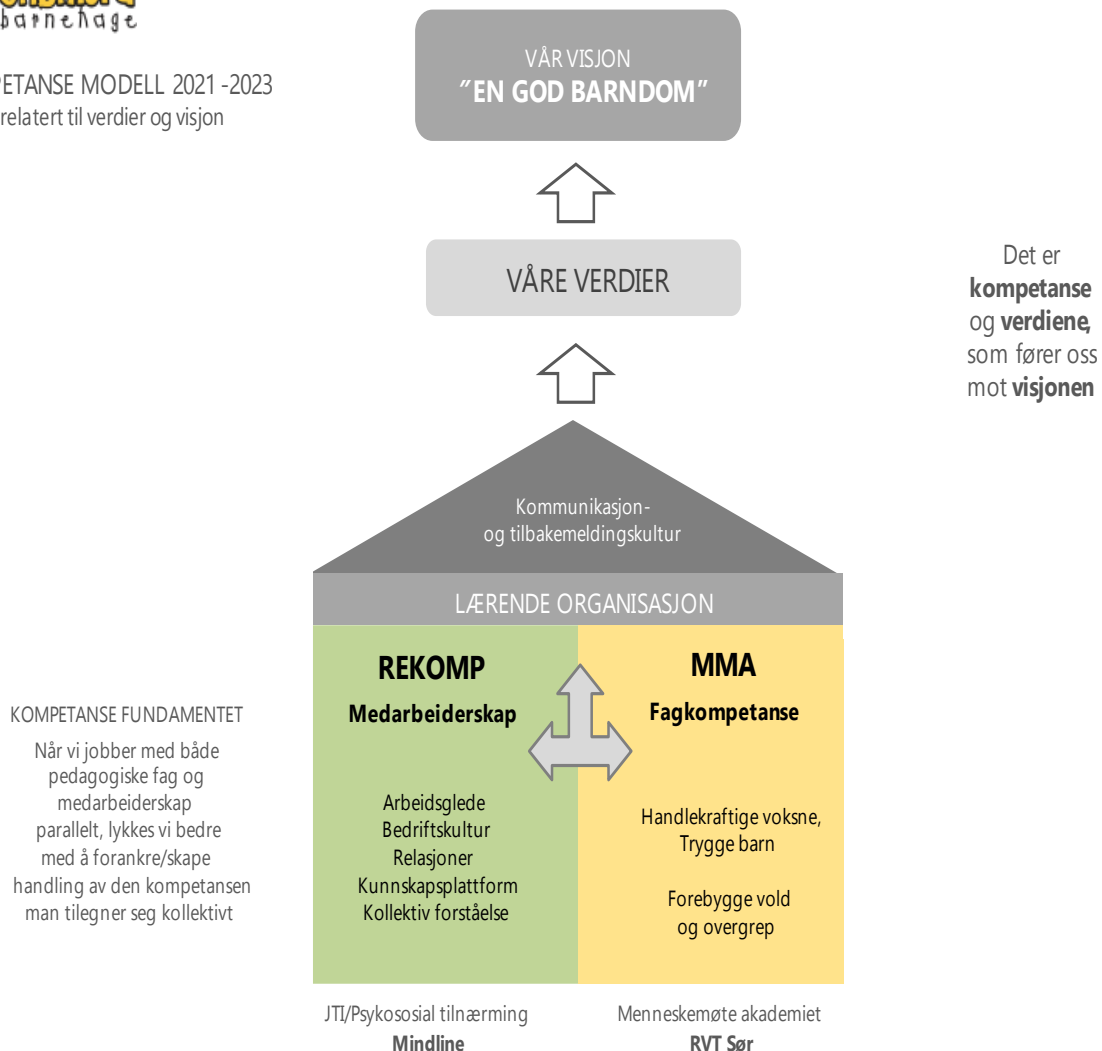 barnehage
PETANSE MODELL 2021 -2023
relatert til verdier og visjon
VÅR VISJON
"EN GOD BARNDOM"
VÅRE VERDIER
Det er
kompetanse
og verdiene,
som fører oss
mot visjonen
Kommunikasjon-
og tilbakemeldingskultur
LÆRENDE ORGANISASJON
REKOMP
Medarbeiderskap
Arbeidsglede
Bedriftskultur
Relasjoner
Kunnskapsplattform
Kollektiv forståelse
MMA
Fagkompetanse
Handlekraftige voksne,
Trygge barn
Forebygge vold
og overgrep
KOMPETANSE FUNDAMENTET
Når vi jobber med både
pedagogiske fag og
medarbeiderskap
parallelt, lykkes vi bedre
med å forankre/skape
handling av den kompetansen
man tilegner seg kollektivt
JTI/Psykososial tilnærming
Mindline
Menneskemøte akademiet
RVT Sør